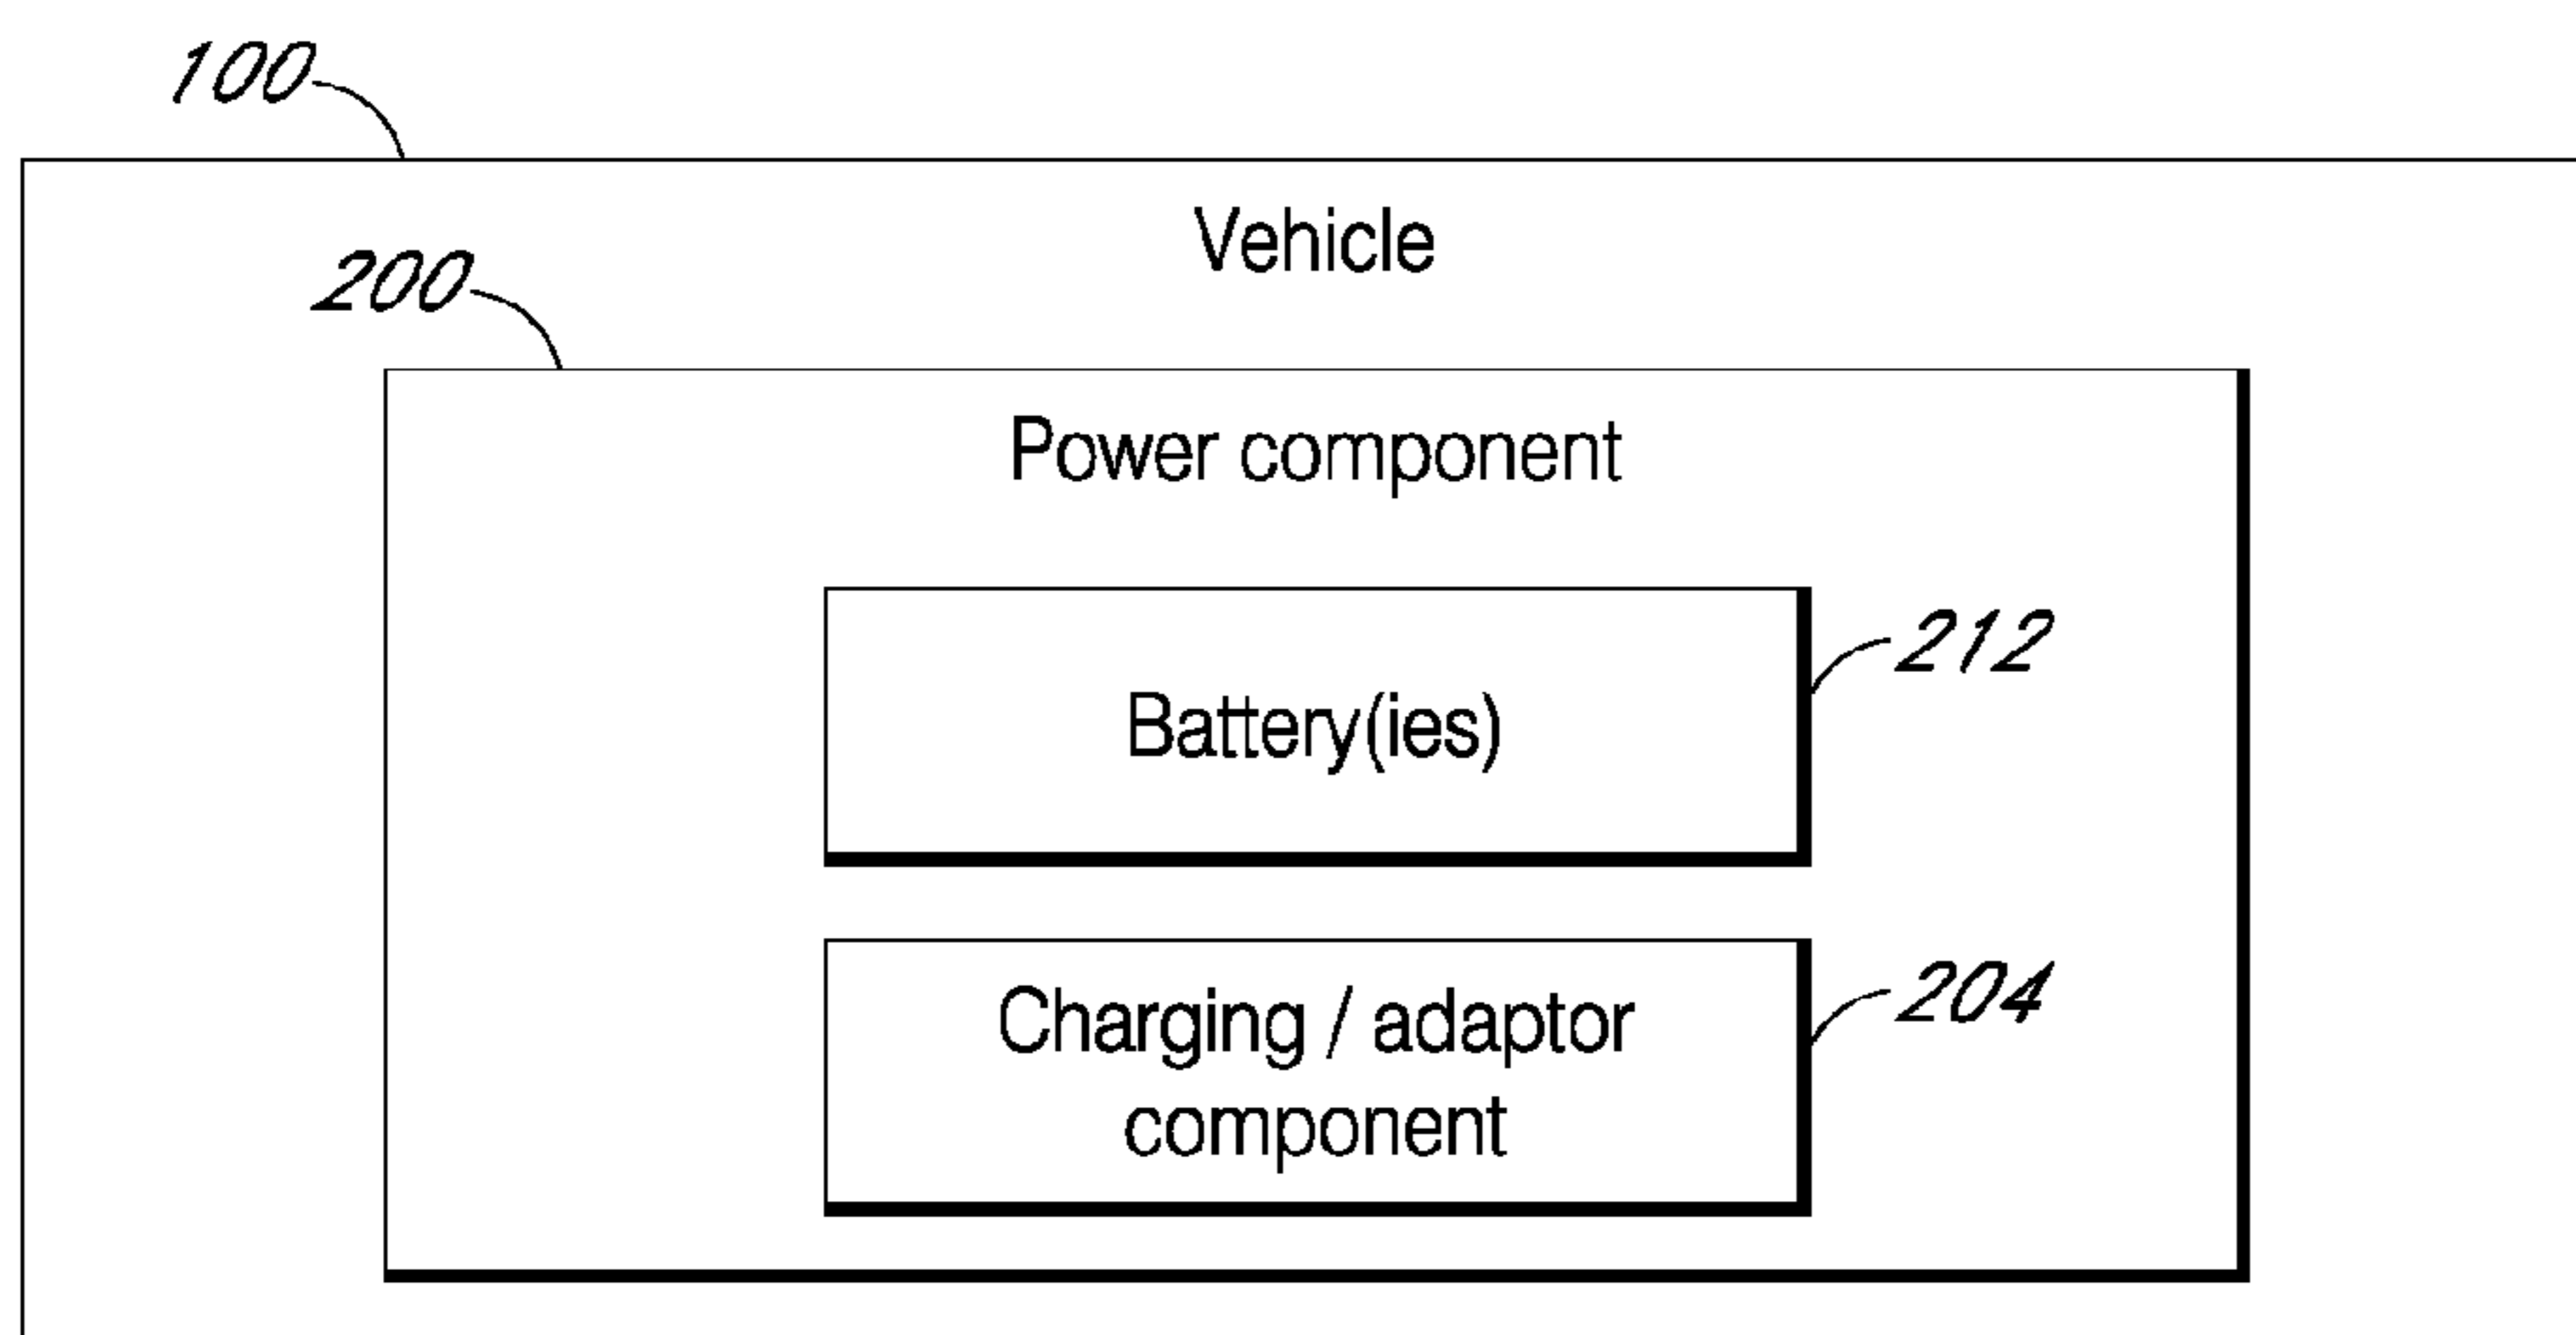 100
Vehicle
200
Power component
212
Battery(ies)
204
Charging / adaptor
component